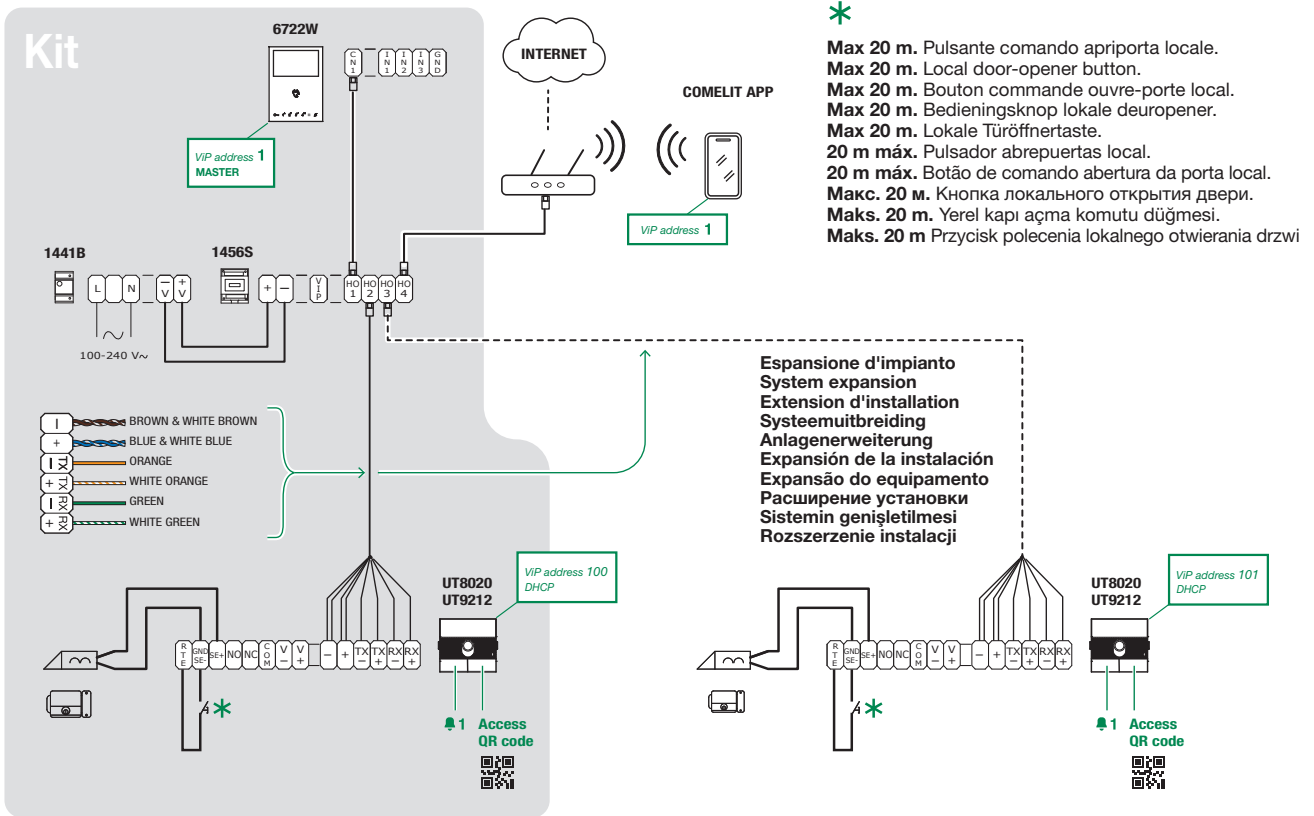 Kit
6722W
CN1
IN1
IN2
IN3
GND
ViP address 1
MASTER
INTERNET
COMELIT APP
ViP address 1
Max 20 m. Pulsante comando apriporta locale.
Max 20 m. Local door-opener button.
Max 20 m. Bouton commande ouvre-porte local.
Max 20 m. Bedieningsknop lokale deuropener.
Max 20 m. Lokale Türöffnertaste.
20 m máx. Pulsador abrepuertas local.
20 m máx. Botão de comando abertura da porta local.
Макс. 20 м. Кнопка локального открытия двери.
Maks. 20 m. Yerel kapı açma komutu düğmesi.
Maks. 20 m Przycisk polecenia lokalnego otwierania drzwi
1441B
L N
–V
+V
100-240 V~
1456S
+ –
VIP
HO1
HO2
HO3
HO4
Espansione d'impianto
System expansion
Extension d'installation
Systeemuitbreiding
Anlagenerweiterung
Expansión de la instalación
Expansão do equipamento
Расширение установки
Sistemin genişletilmesi
Rozszerzenie instalacji
– BROWN & WHITE BROWN
+ BLUE & WHITE BLUE
TX – ORANGE
TX + WHITE ORANGE
RX – GREEN
RX + WHITE GREEN
UT8020
UT9212
ViP address 100
DHCP
RTE
GND SE-
SE+
NO
NC
COM
V–
V+
–
+
TX–
TX+
RX–
RX+
1
Access
QR code
UT8020
UT9212
ViP address 101
DHCP
RTE
GND SE-
SE+
NO
NC
COM
V–
V+
–
+
TX–
TX+
RX–
RX+
1
Access
QR code